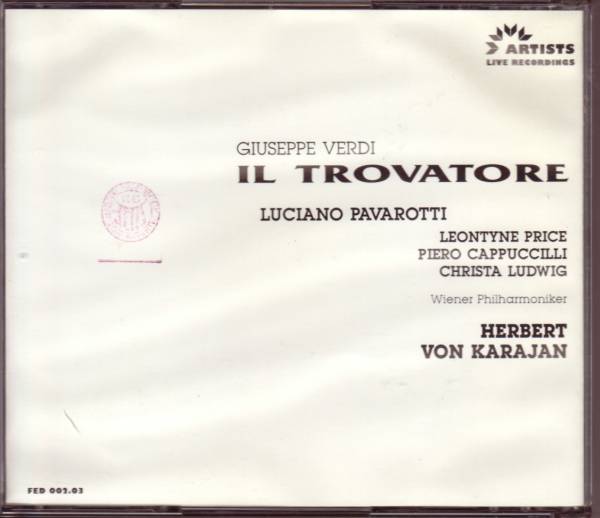 ARTISTS
LIVE RECORDINGS
GIUSEPPE VERDI
IL TROVATORE
LUCIANO PAVAROTTI
LEONTYNE PRICE
PIERO CAPPUCCILLI
CHRISTA LUDWIG
Wiener Philharmoniker
HERBERT
VON KARAJAN
FED 002.03